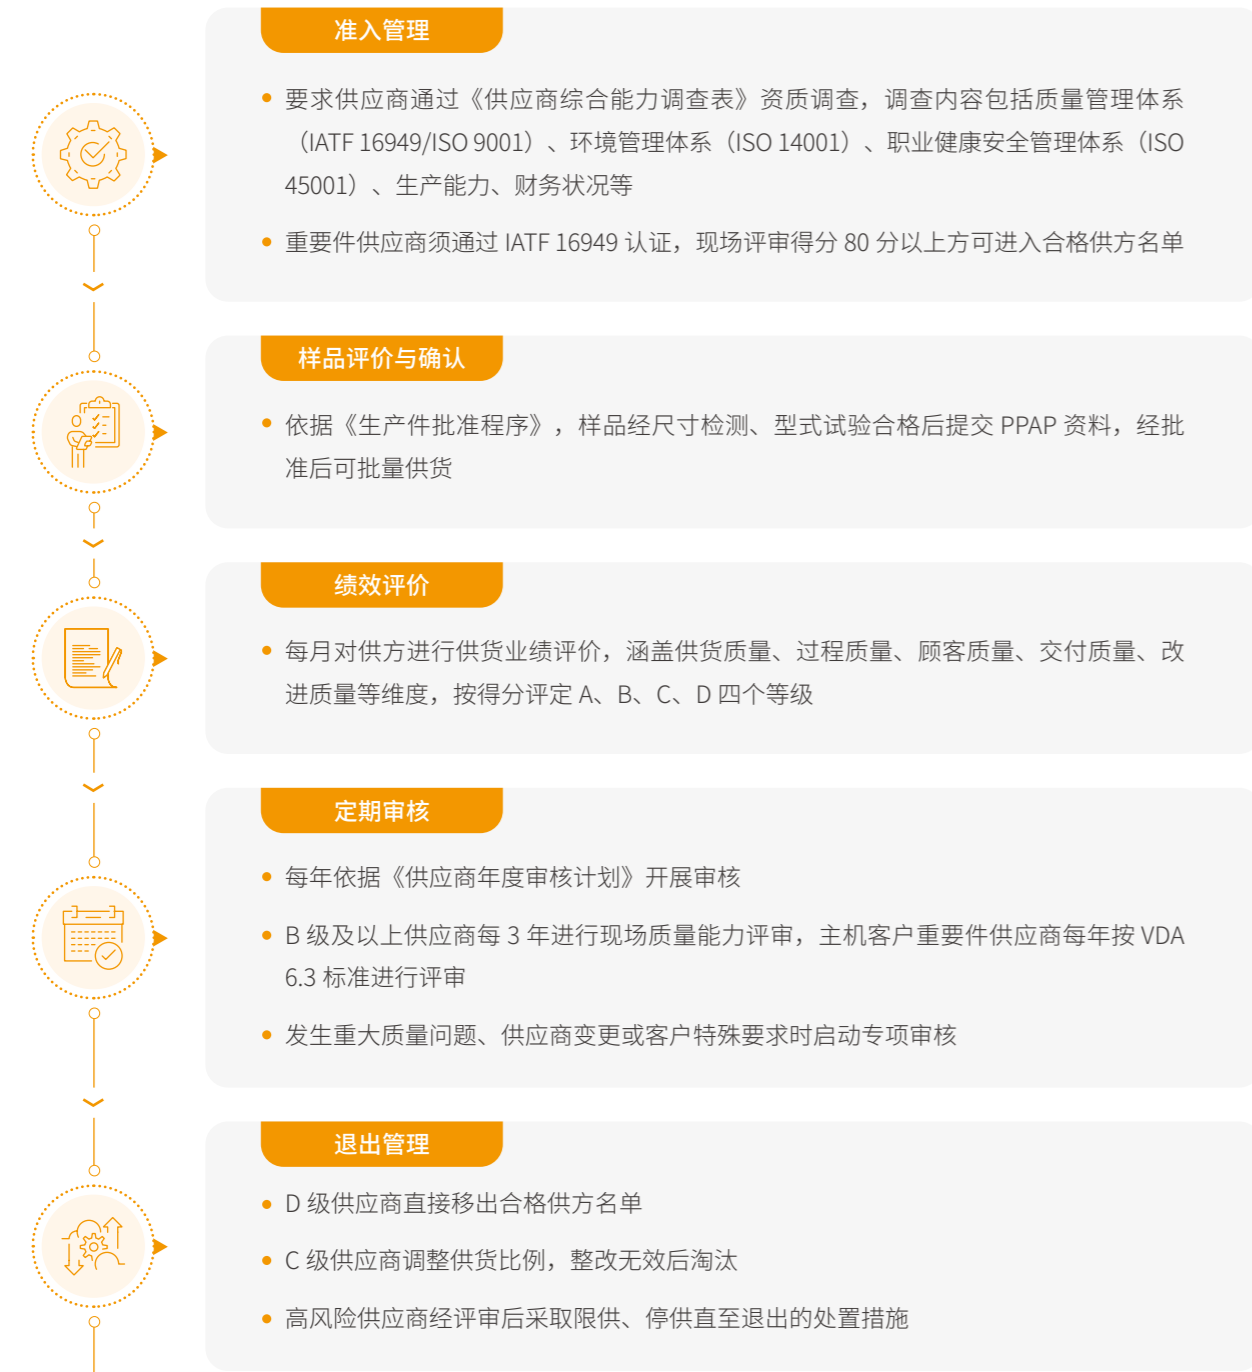 准入管理
要求供应商通过《供应商综合能力调查表》资质调查，调查内容包括质量管理体系
（IATF 16949/ISO 9001）、环境管理体系（ISO 14001）、职业健康安全管理体系（ISO
45001）、生产能力、财务状况等
重要件供应商须通过 IATF 16949 认证，现场评审得分 80 分以上方可进入合格供方名单
样品评价与确认
依据《生产件批准程序》，样品经尺寸检测、型式试验合格后提交 PPAP 资料，经批
准后可批量供货
绩效评价
每月对供方进行供货业绩评价，涵盖供货质量、过程质量、顾客质量、交付质量、改
进质量等维度，按得分评定 A、B、C、D 四个等级
定期审核
每年依据《供应商年度审核计划》开展审核
B 级及以上供应商每 3 年进行现场质量能力评审，主机客户重要件供应商每年按 VDA
6.3 标准进行评审
发生重大质量问题、供应商变更或客户特殊要求时启动专项审核
退出管理
D 级供应商直接移出合格供方名单
C 级供应商调整供货比例，整改无效后淘汰
高风险供应商经评审后采取限供、停供直至退出的处置措施